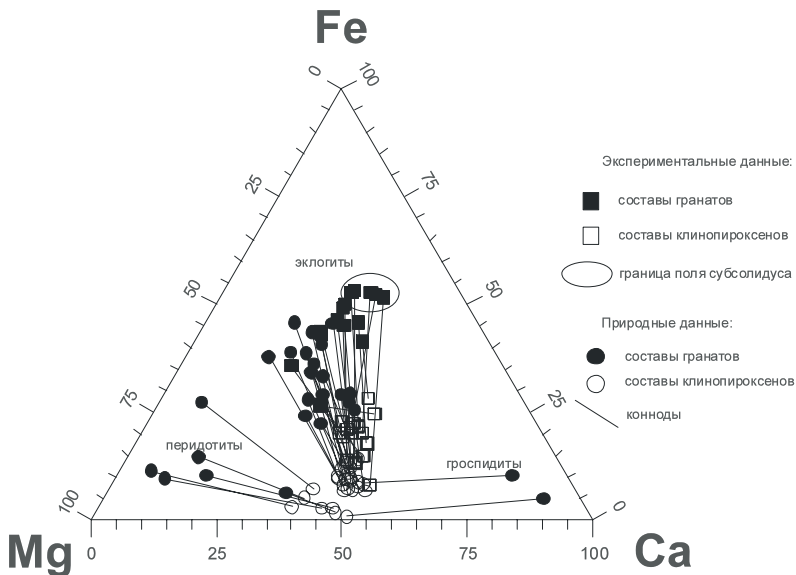 Fe
0
100
Экспериментальные данные:
25
75
составы гранатов
составы клинопироксенов
эклогиты
граница поля субсолидуса
50
50
Природные данные:
составы гранатов
составы клинопироксенов
75
25
конноды
перидотиты
гроспидиты
100
0
Mg
0
25
50
75
100
Ca